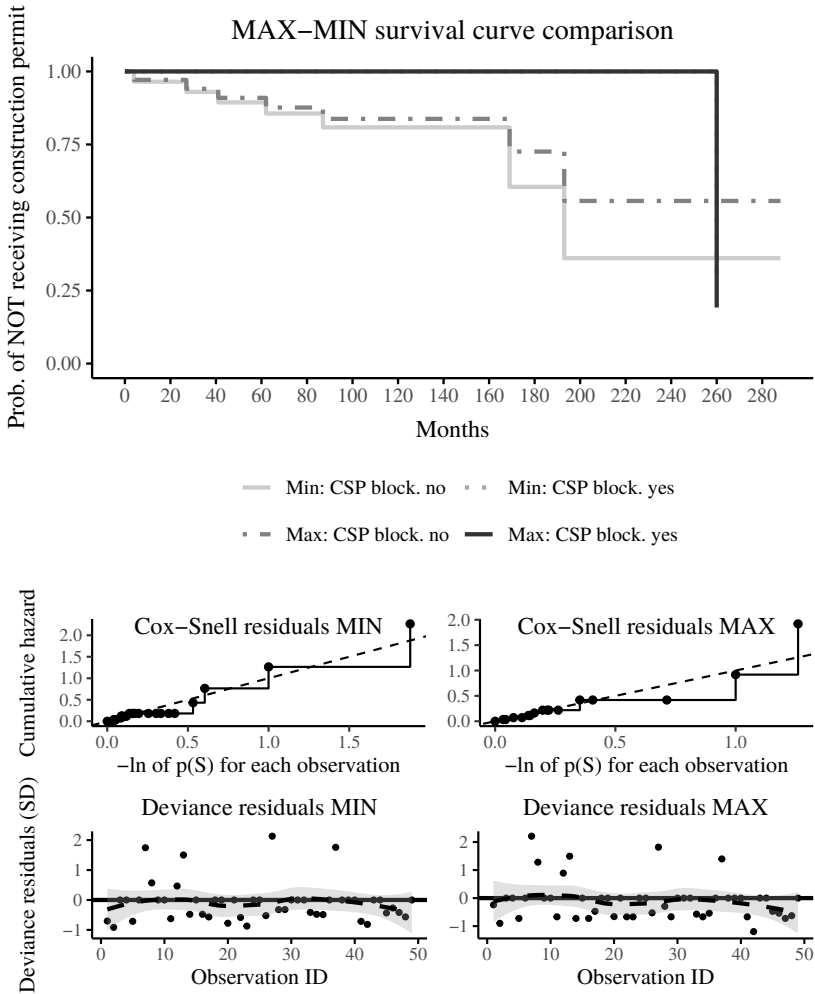 MAX−MIN survival curve comparison
Prob. of NOT receiving construction permit
1.00
0.75
0.50
0.25
0.00
0 20 40 60 80 100 120 140 160 180 200 220 240 260 280
Months
Min: CSP block. no Min: CSP block. yes
Max: CSP block. no Max: CSP block. yes
Cumulative hazard
Cox−Snell residuals MIN
2.0
1.5
1.0
0.5
0.0
0.0 0.5 1.0 1.5
−ln of p(S) for each observation
Cox−Snell residuals MAX
2.0
1.5
1.0
0.5
0.0
0.0 0.5 1.0
−ln of p(S) for each observation
Deviance residuals (SD)
Deviance residuals MIN
2
1
0
−1
0 10 20 30 40 50
Observation ID
Deviance residuals MAX
2
1
0
−1
0 10 20 30 40 50
Observation ID